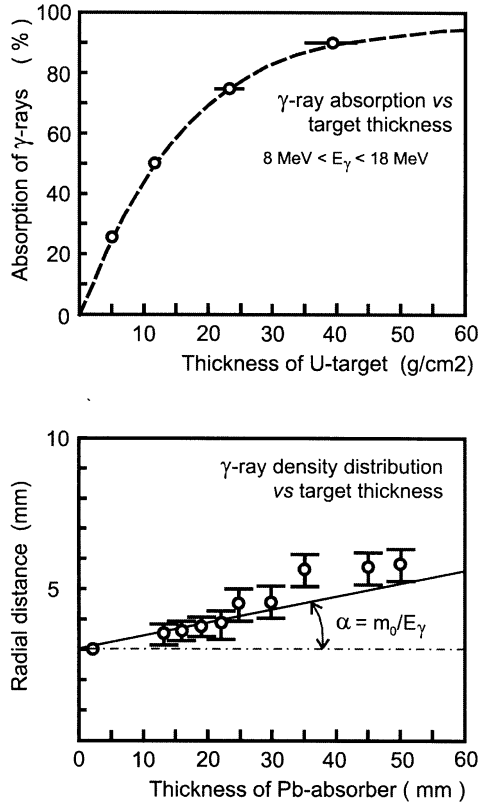 100
80
60
40
20
0
Absorption of γ-rays ( % )
γ-ray absorption vs
target thickness
8 MeV < Eγ < 18 MeV
10 20 30 40 50 60
Thickness of U-target (g/cm2)
10
5
Radial distance (mm)
γ-ray density distribution
vs target thickness
α = m₀/Eγ
0 10 20 30 40 50 60
Thickness of Pb-absorber ( mm )